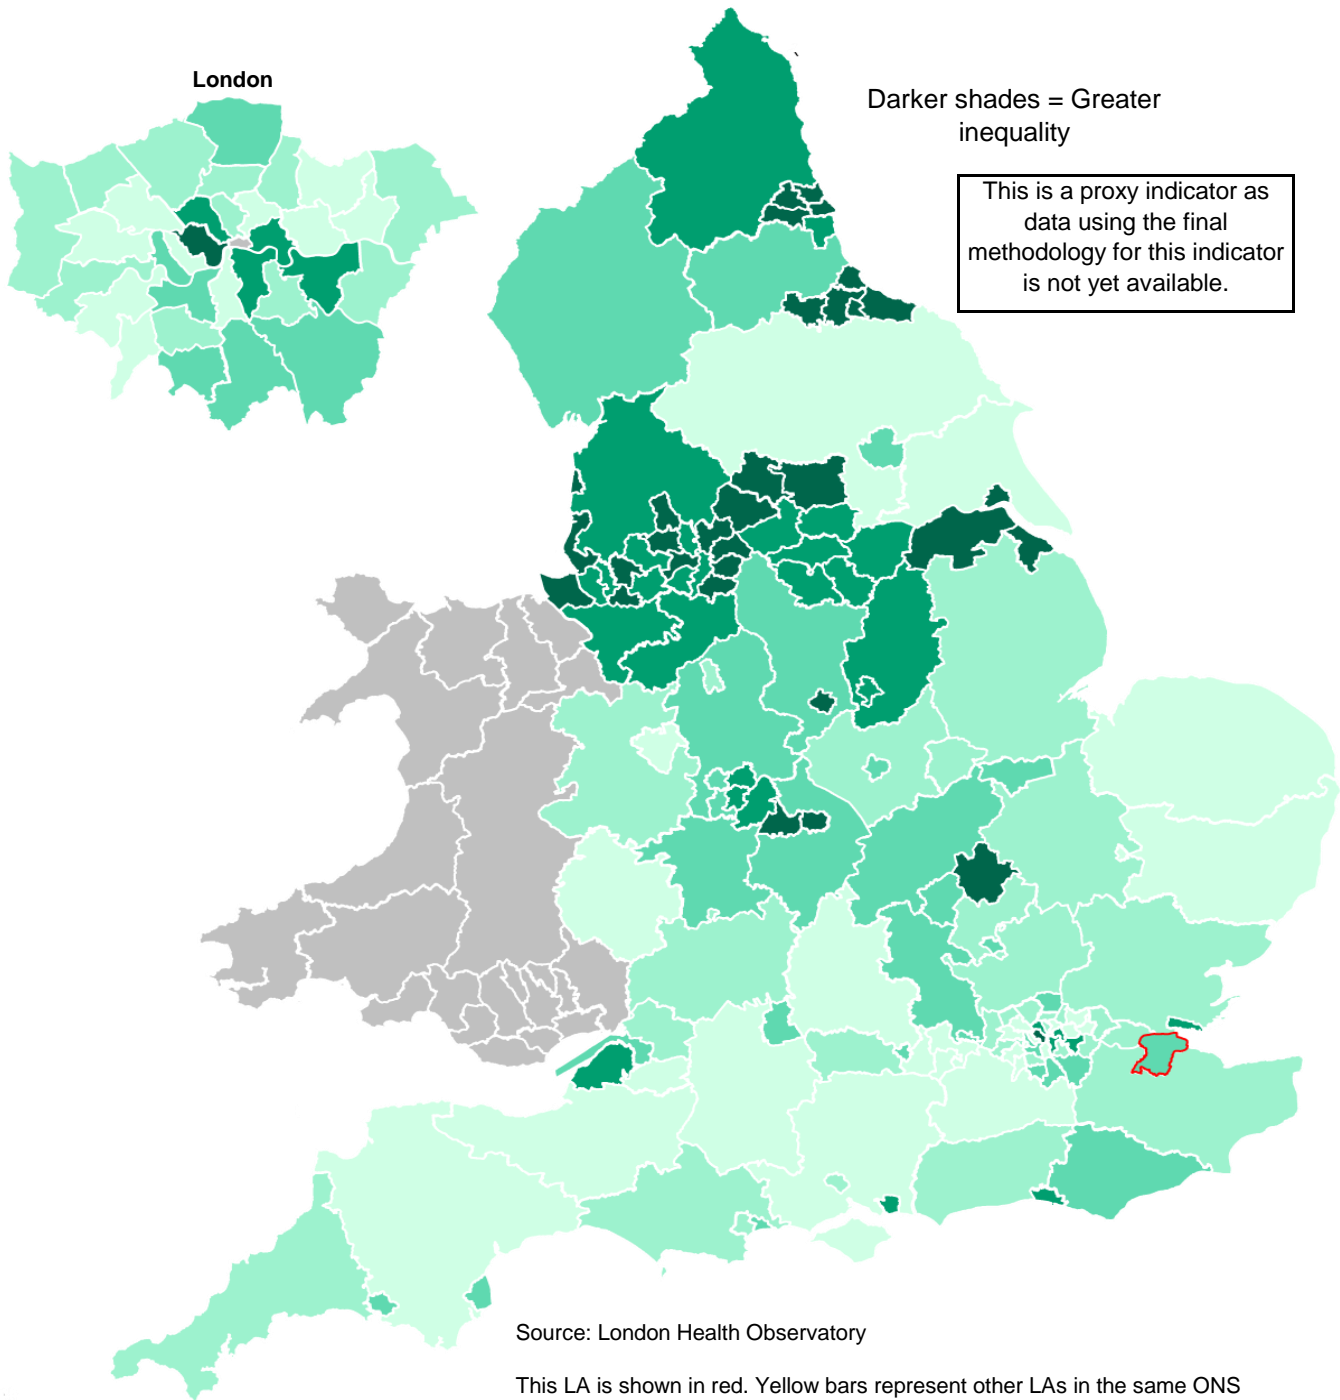 London
Darker shades = Greater
inequality
This is a proxy indicator as
data using the final
methodology for this indicator
is not yet available.
Source: London Health Observatory
This LA is shown in red. Yellow bars represent other LAs in the same ONS